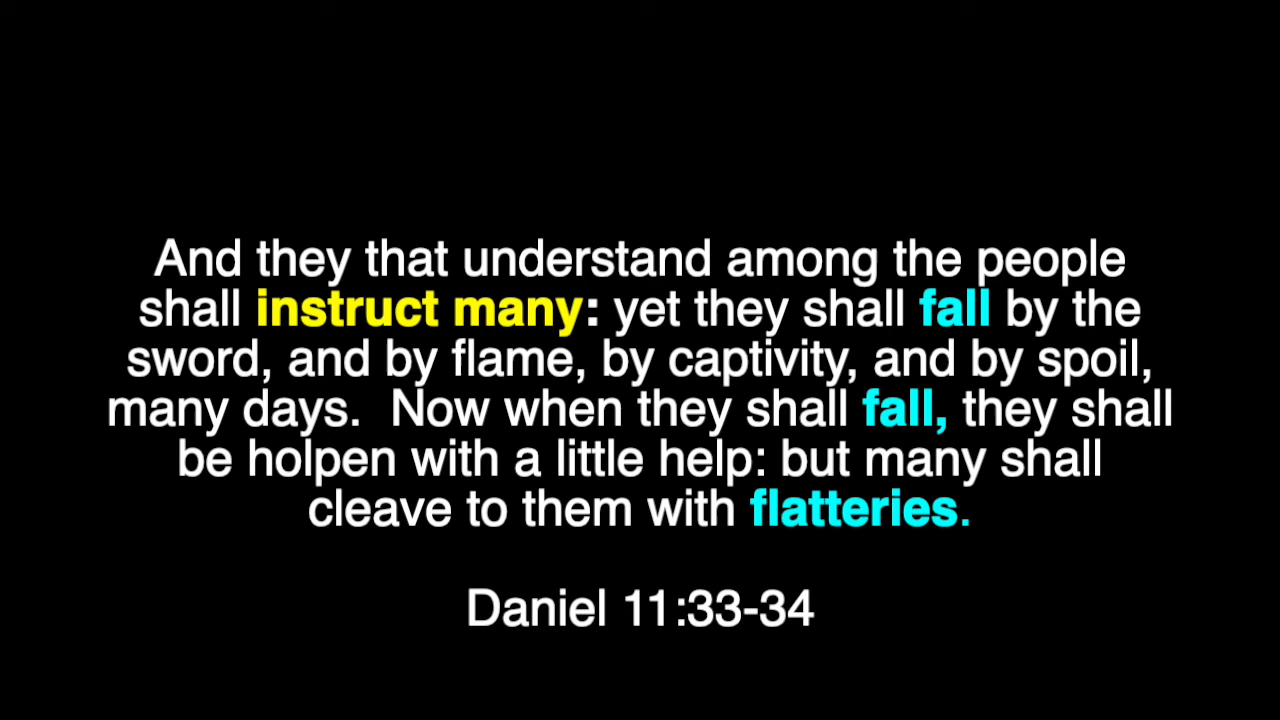 And they that understand among the people
shall instruct many: yet they shall fall by the
sword, and by flame, by captivity, and by spoil,
many days.  Now when they shall fall, they shall
be holpen with a little help: but many shall
cleave to them with flatteries.
Daniel 11:33-34